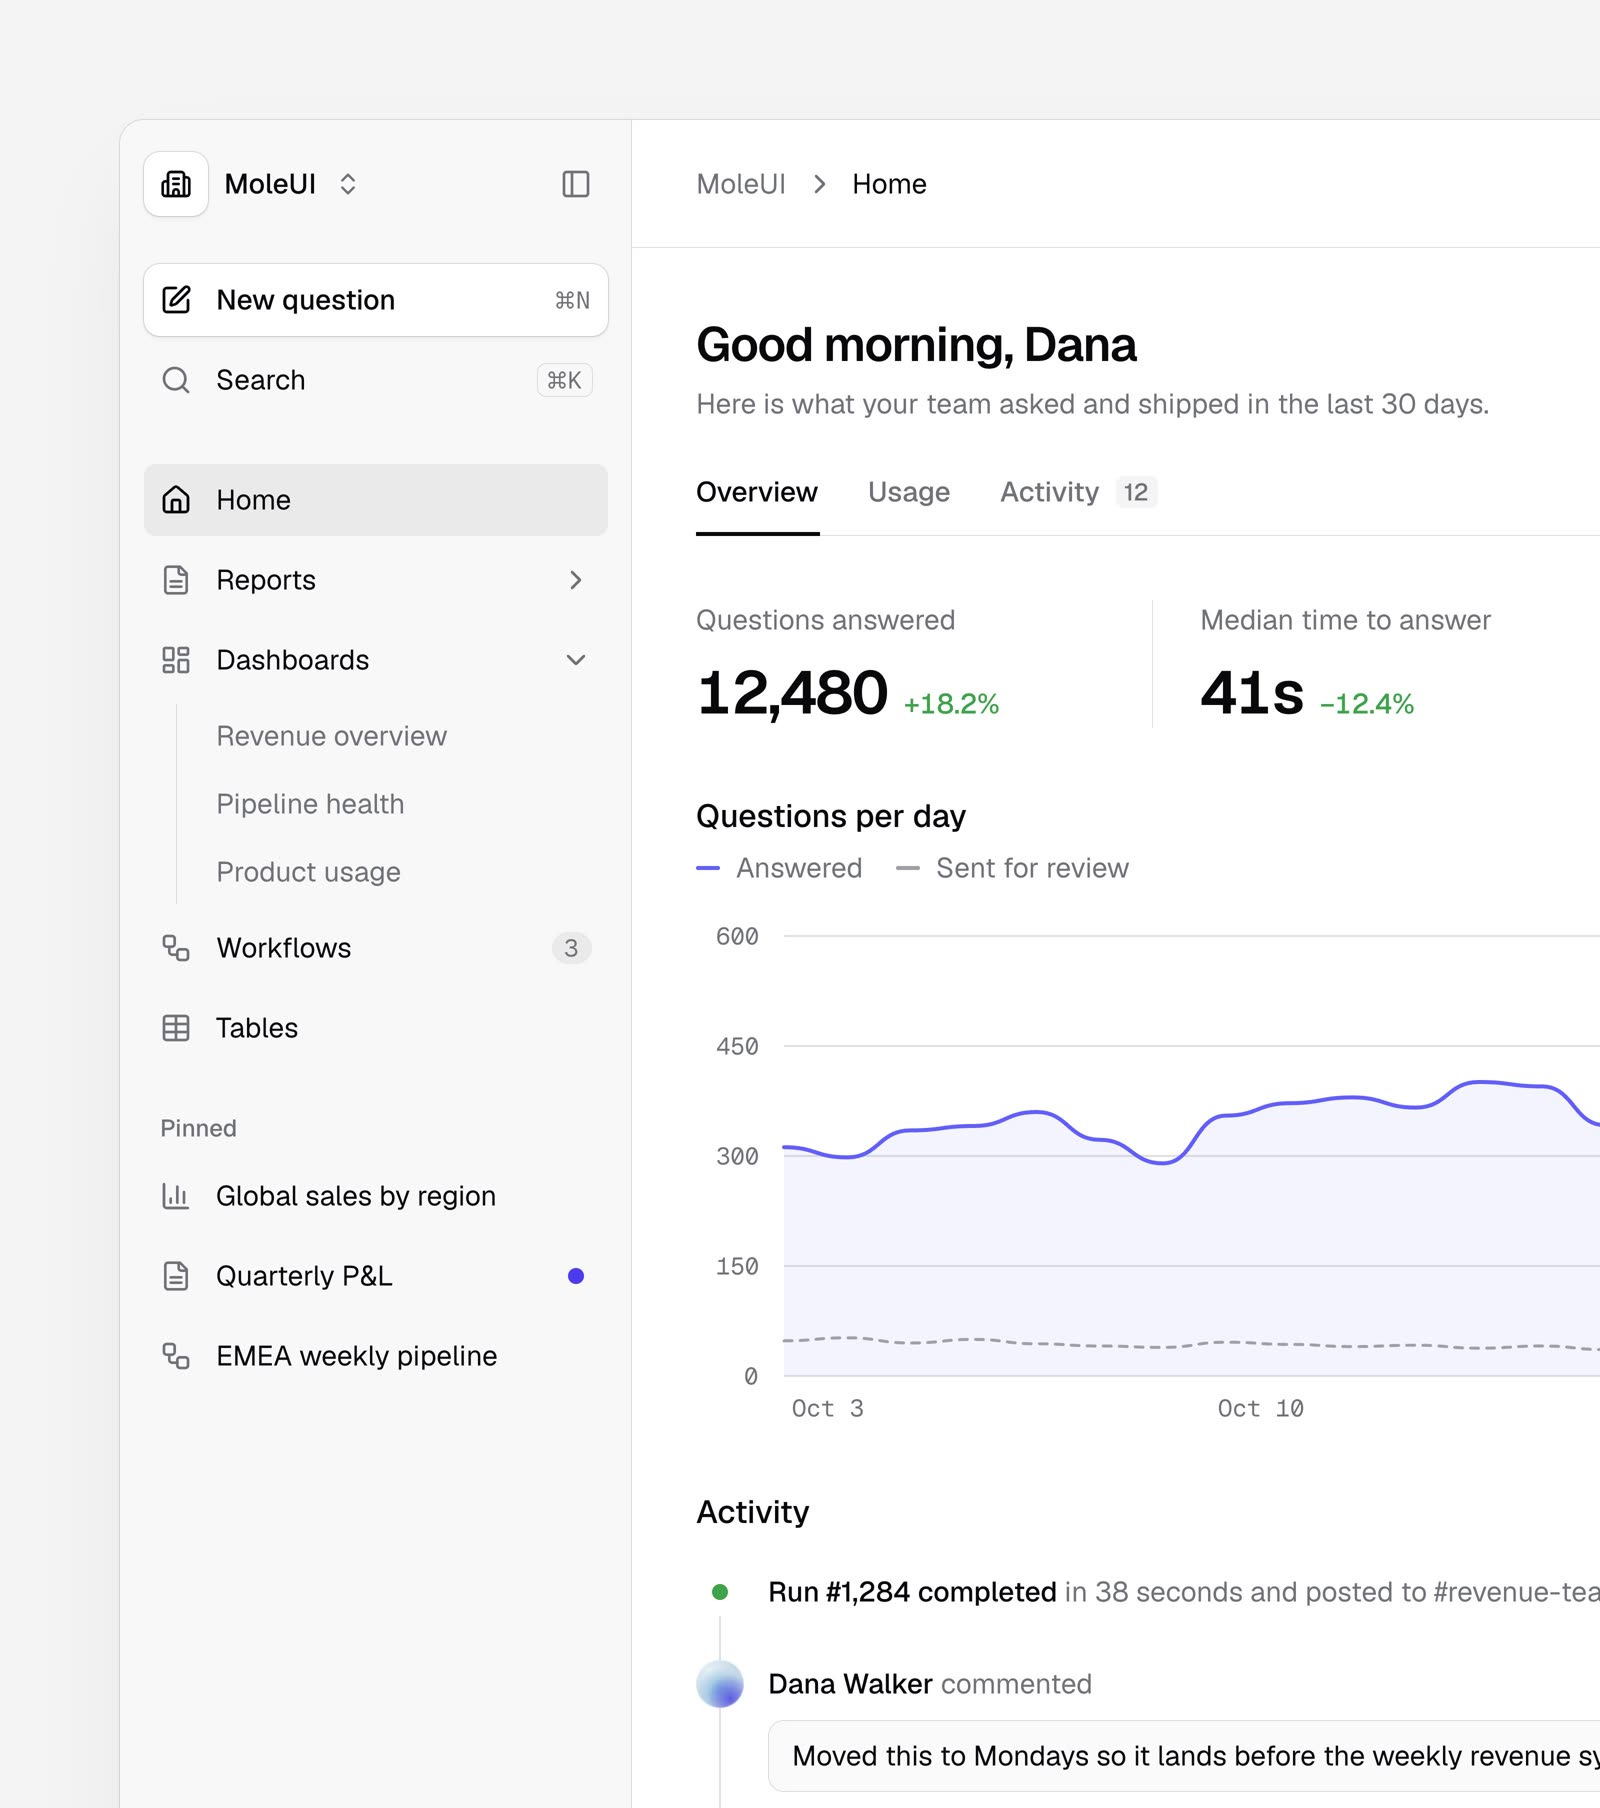 MoleUI
New question ⌘N
Search ⌘K
Home
Reports
Dashboards
Revenue overview
Pipeline health
Product usage
Workflows 3
Tables
Pinned
Global sales by region
Quarterly P&L
EMEA weekly pipeline
MoleUI Home
Good morning, Dana
Here is what your team asked and shipped in the last 30 days.
Overview Usage Activity 12
Questions answered
12,480 +18.2%
Median time to answer
41s −12.4%
Questions per day
Answered Sent for review
600
450
300
150
0
Oct 3 Oct 10
Activity
Run #1,284 completed in 38 seconds and posted to #revenue-tea
Dana Walker commented
Moved this to Mondays so it lands before the weekly revenue sy